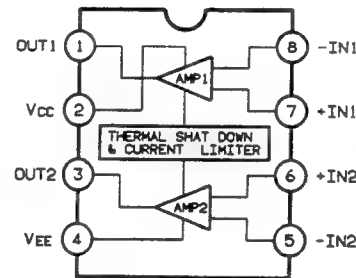 OUT1 1 8 -IN1
AMP1
VCC 2 7 +IN1
THERMAL SHAT DOWN
& CURRENT LIMITER
OUT2 3 6 +IN2
AMP2
VEE 4 5 -IN2